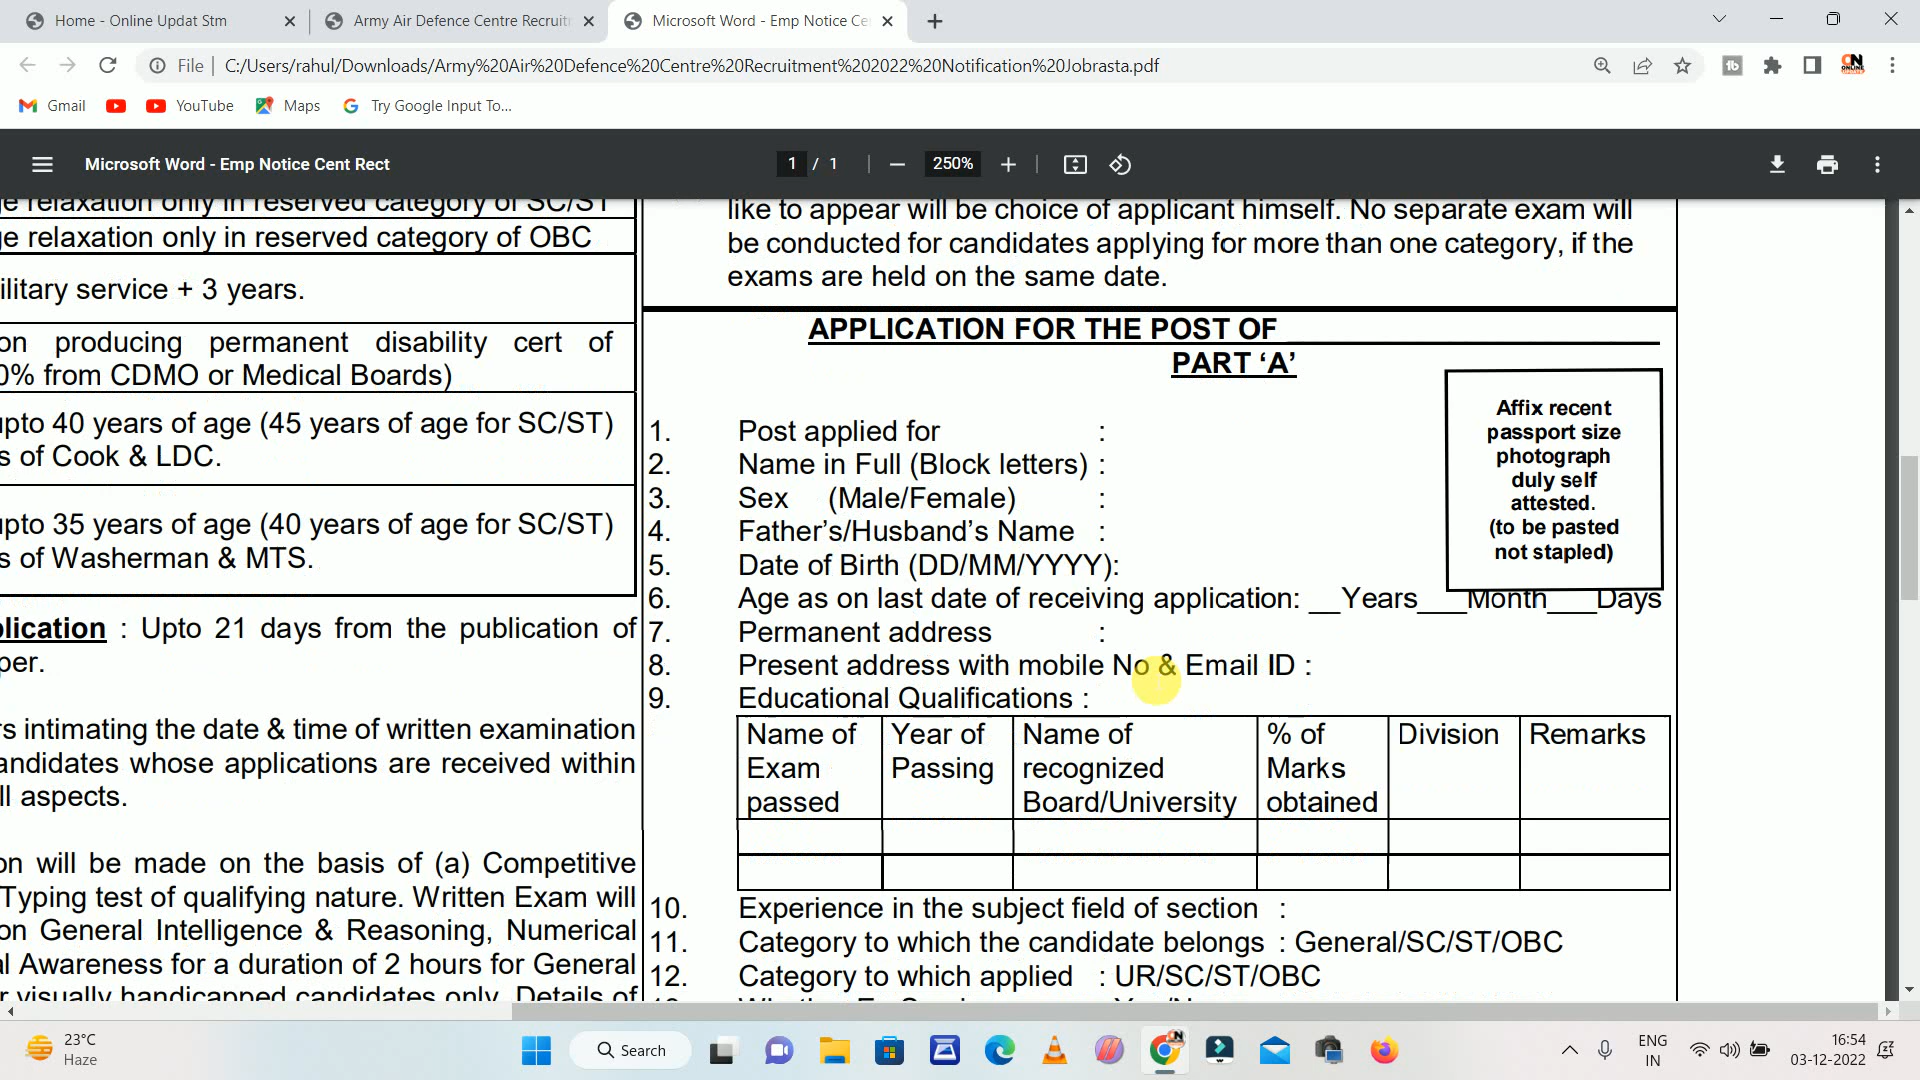 Home - Online Updat Stm
Army Air Defence Centre Recruit
Microsoft Word - Emp Notice Ce
File
C:/Users/rahul/Downloads/Army%20Air%20Defence%20Centre%20Recruitment%202022%20Notification%20Jobrasta.pdf
Gmail
YouTube
Maps
Try Google Input To...
Microsoft Word - Emp Notice Cent Rect
1 / 1
250%
e relaxation only in reserved category of SC/ST
ge relaxation only in reserved category of OBC
ilitary service + 3 years.
on producing permanent disability cert of
0% from CDMO or Medical Boards)
upto 40 years of age (45 years of age for SC/ST)
s of Cook & LDC.
upto 35 years of age (40 years of age for SC/ST)
s of Washerman & MTS.
plication : Upto 21 days from the publication of
per.
rs intimating the date & time of written examination
andidates whose applications are received within
ll aspects.
on will be made on the basis of (a) Competitive
Typing test of qualifying nature. Written Exam will
on General Intelligence & Reasoning, Numerical
l Awareness for a duration of 2 hours for General
r visually handicapped candidates only. Details of
like to appear will be choice of applicant himself. No separate exam will
be conducted for candidates applying for more than one category, if the
exams are held on the same date.
APPLICATION FOR THE POST OF
PART ‘A’
Affix recent
passport size
photograph
duly self
attested.
(to be pasted
not stapled)
1. Post applied for :
2. Name in Full (Block letters) :
3. Sex (Male/Female) :
4. Father’s/Husband’s Name :
5. Date of Birth (DD/MM/YYYY):
6. Age as on last date of receiving application: __Years___Month___Days
7. Permanent address :
8. Present address with mobile No & Email ID :
9. Educational Qualifications :
Name of Exam passed
Year of Passing
Name of recognized Board/University
% of Marks obtained
Division
Remarks
10. Experience in the subject field of section :
11. Category to which the candidate belongs : General/SC/ST/OBC
12. Category to which applied : UR/SC/ST/OBC
23°C
Haze
Search
ENG
IN
16:54
03-12-2022